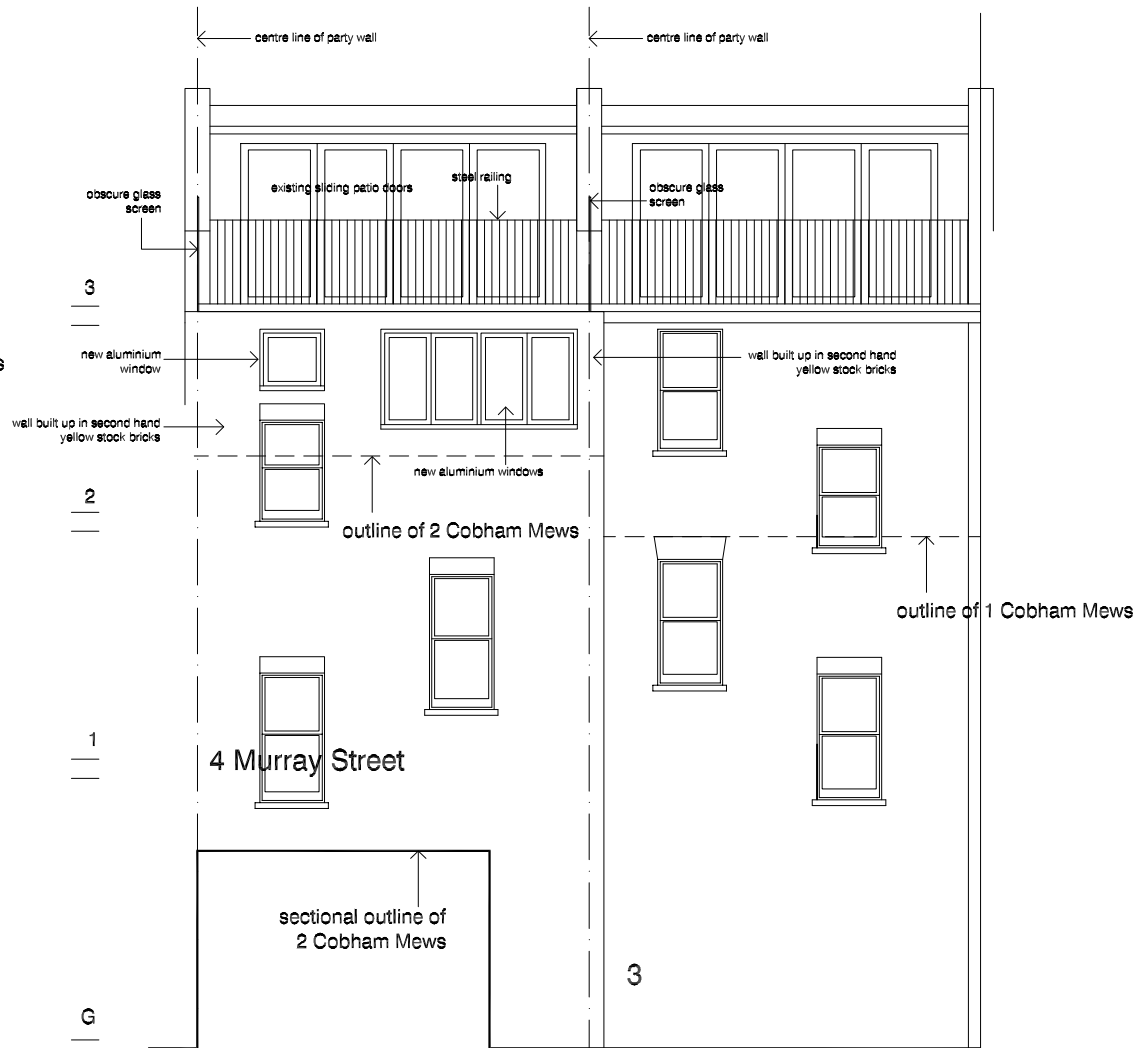 centre line of party wall
centre line of party wall
obscure glass
screen
existing sliding patio doors
steel railing
obscure glass
screen
3
new aluminium
window
wall built up in second hand
yellow stock bricks
s
wall built up in second hand
yellow stock bricks
new aluminium windows
2
outline of 2 Cobham Mews
outline of 1 Cobham Mews
1
4 Murray Street
sectional outline of
2 Cobham Mews
3
G